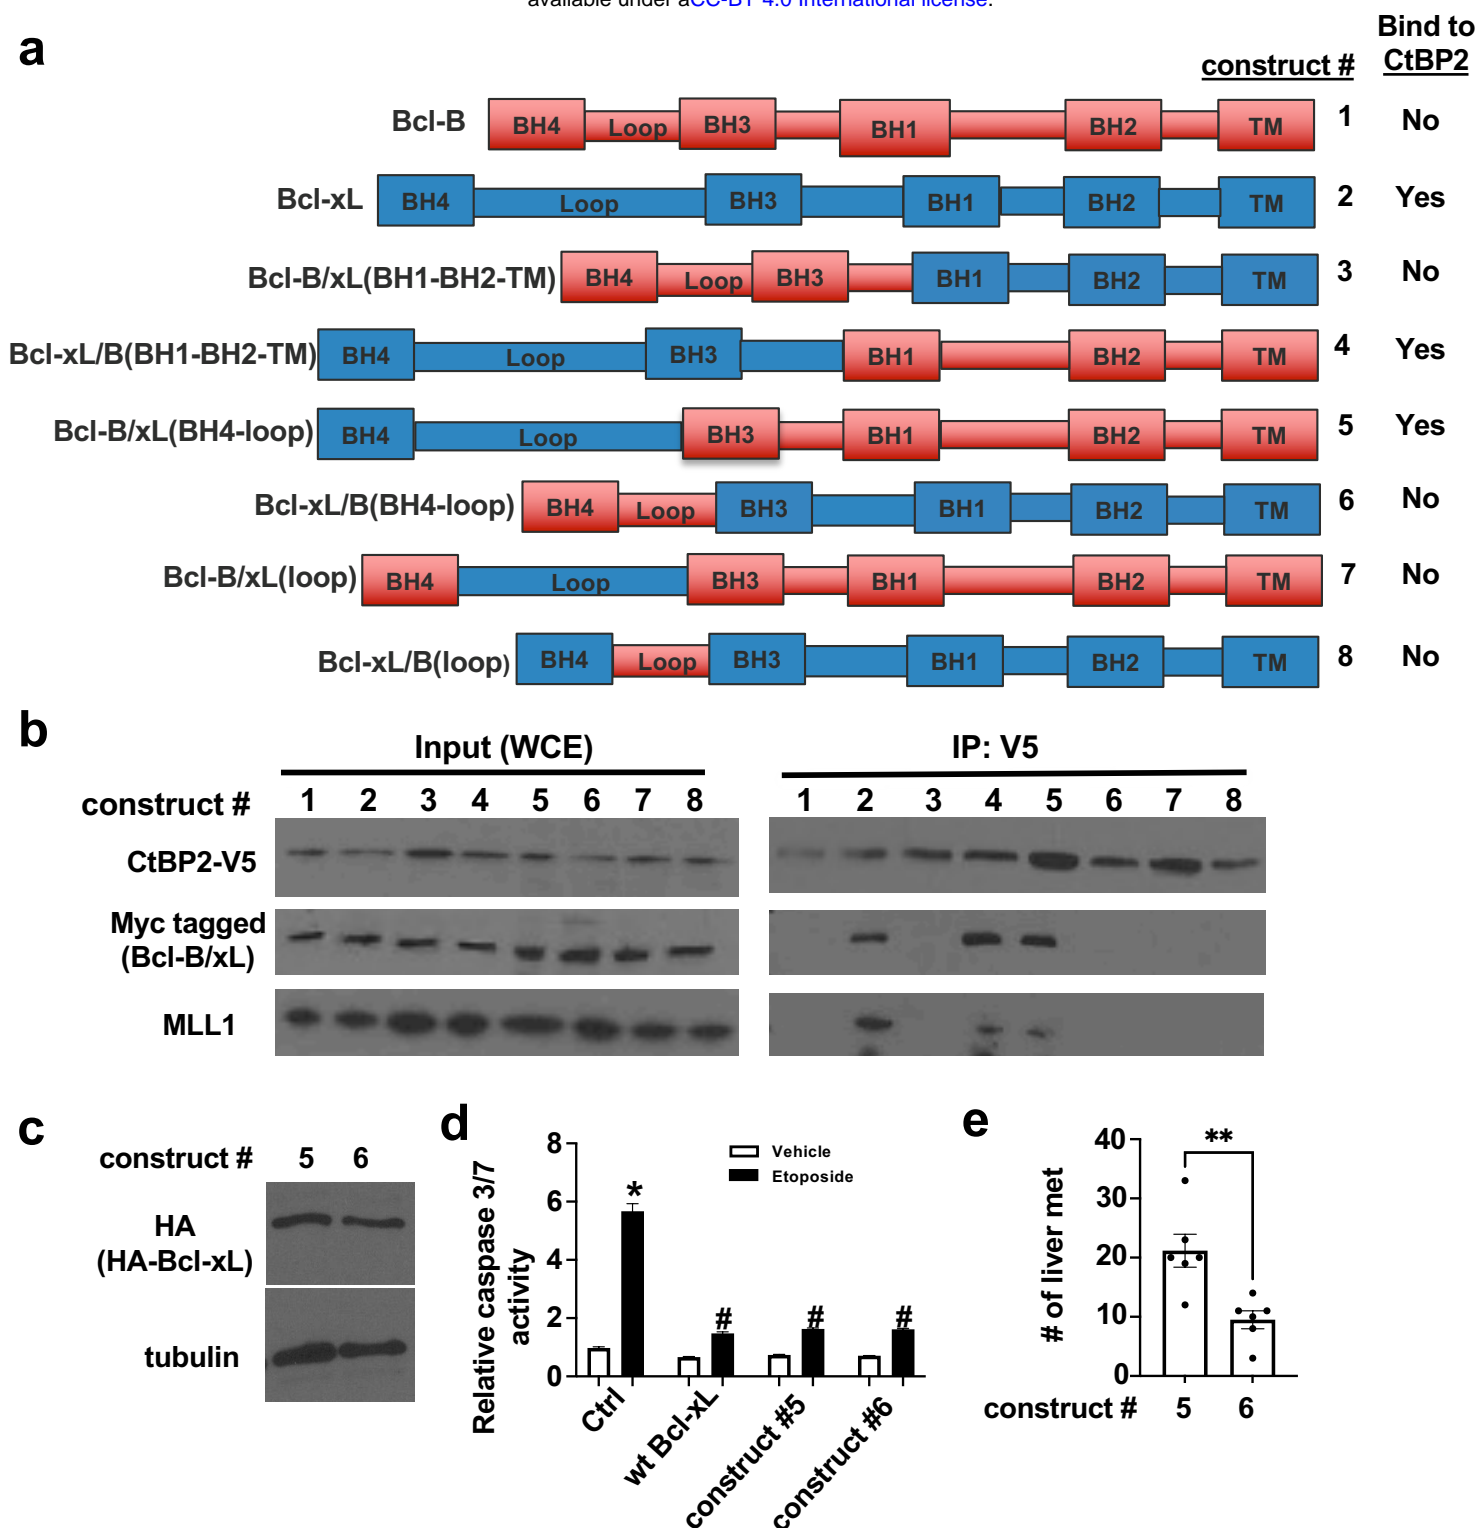 available under aCC-BY 4.0 International license.
a
construct #
Bind to
CtBP2
Bcl-B BH4 Loop BH3 BH1 BH2 TM 1 No
Bcl-xL BH4 Loop BH3 BH1 BH2 TM 2 Yes
Bcl-B/xL(BH1-BH2-TM) BH4 Loop BH3 BH1 BH2 TM 3 No
Bcl-xL/B(BH1-BH2-TM) BH4 Loop BH3 BH1 BH2 TM 4 Yes
Bcl-B/xL(BH4-loop) BH4 Loop BH3 BH1 BH2 TM 5 Yes
Bcl-xL/B(BH4-loop) BH4 Loop BH3 BH1 BH2 TM 6 No
Bcl-B/xL(loop) BH4 Loop BH3 BH1 BH2 TM 7 No
Bcl-xL/B(loop) BH4 Loop BH3 BH1 BH2 TM 8 No
b
Input (WCE) IP: V5
construct # 1 2 3 4 5 6 7 8 1 2 3 4 5 6 7 8
CtBP2-V5
Myc tagged
(Bcl-B/xL)
MLL1
c
construct # 5 6
HA
(HA-Bcl-xL)
tubulin
d
Relative caspase 3/7
activity
8
6
4
2
0
Vehicle
Etoposide
*
# # #
Ctrl
wt Bcl-xL
construct #5
construct #6
e
# of liver met
40
30
20
10
0
**
construct # 5 6